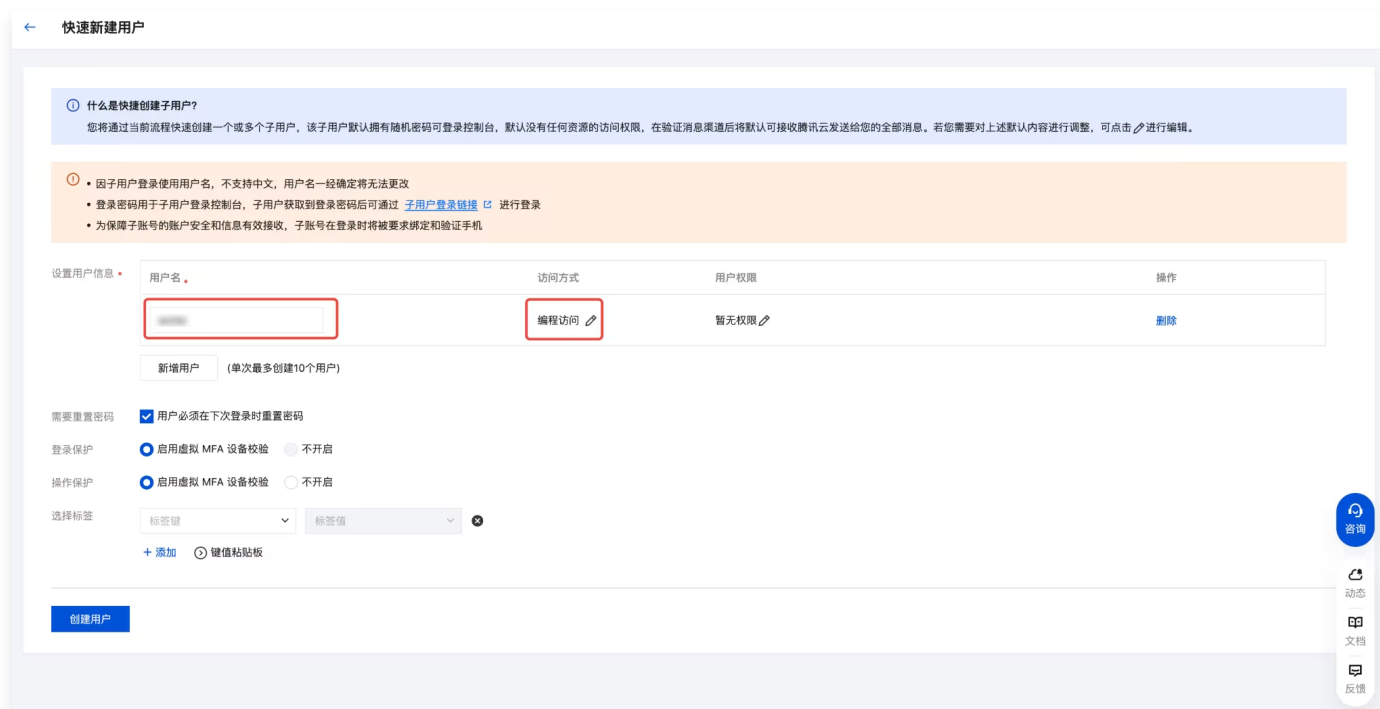 快速新建用户
什么是快捷创建子用户?
您将通过当前流程快速创建一个或多个子用户，该子用户默认拥有随机密码可登录控制台，默认没有任何资源的访问权限，在验证消息渠道后将默认可接收腾讯云发送给您的全部消息。若您需要对上述默认内容进行调整，可点击进行编辑。
• 因子用户登录使用用户名，不支持中文，用户名一经确定将无法更改
• 登录密码用于子用户登录控制台，子用户获取到登录密码后可通过 子用户登录链接 进行登录
• 为保障子账号的账户安全和信息有效接收，子账号在登录时将被要求绑定和验证手机
设置用户信息 • 用户名 • 访问方式 用户权限 操作
编程访问 暂无权限 删除
新增用户 (单次最多创建10个用户)
需要重置密码 用户必须在下次登录时重置密码
登录保护 启用虚拟 MFA 设备校验 不开启
操作保护 启用虚拟 MFA 设备校验 不开启
选择标签 标签键 标签值
+ 添加 键值粘贴板
创建用户
咨询
动态
文档
反馈